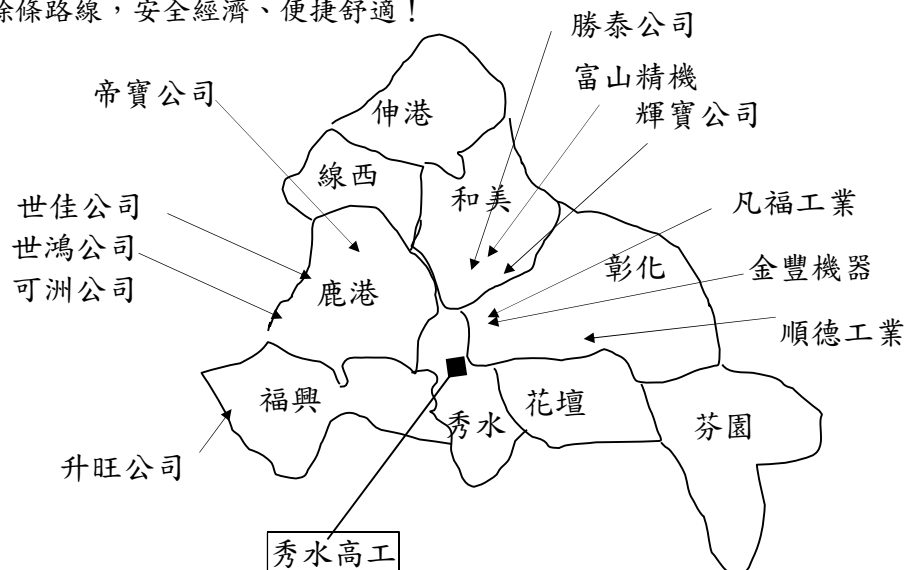 條路線，安全經濟、便捷舒適！
勝泰公司
富山精機
帝寶公司
伸港
輝寶公司
線西
和美
世佳公司
凡福工業
世鴻公司
彰化
金豐機器
可洲公司
鹿港
順德工業
福興
花壇
秀水
芬園
升旺公司
秀水高工